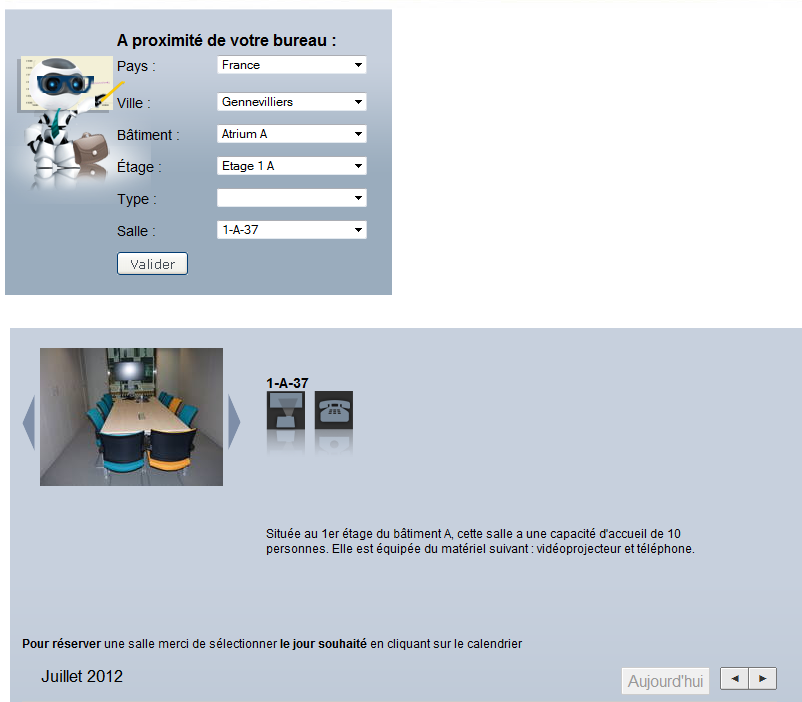 A proximité de votre bureau :
Pays : France
Ville : Gennevilliers
Bâtiment : Atrium A
Étage : Etage 1 A
Type :
Salle : 1-A-37
Valider
1-A-37
Située au 1er étage du bâtiment A, cette salle a une capacité d'accueil de 10
personnes. Elle est équipée du matériel suivant : vidéoprojecteur et téléphone.
Pour réserver une salle merci de sélectionner le jour souhaité en cliquant sur le calendrier
Juillet 2012 Aujourd'hui